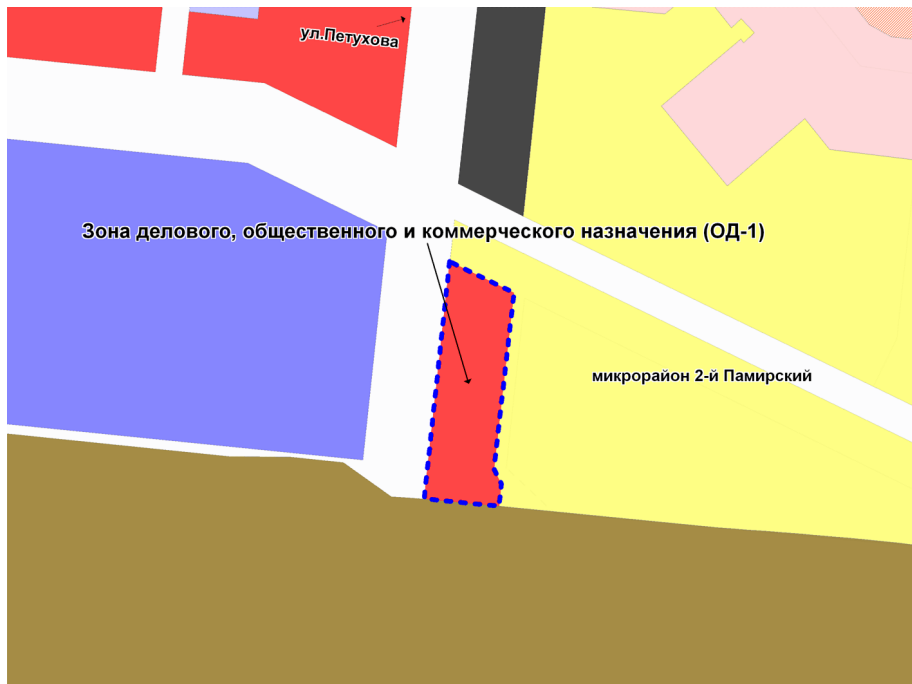 ул.Петухова
Зона делового, общественного и коммерческого назначения (ОД-1)
микрорайон 2-й Памирский